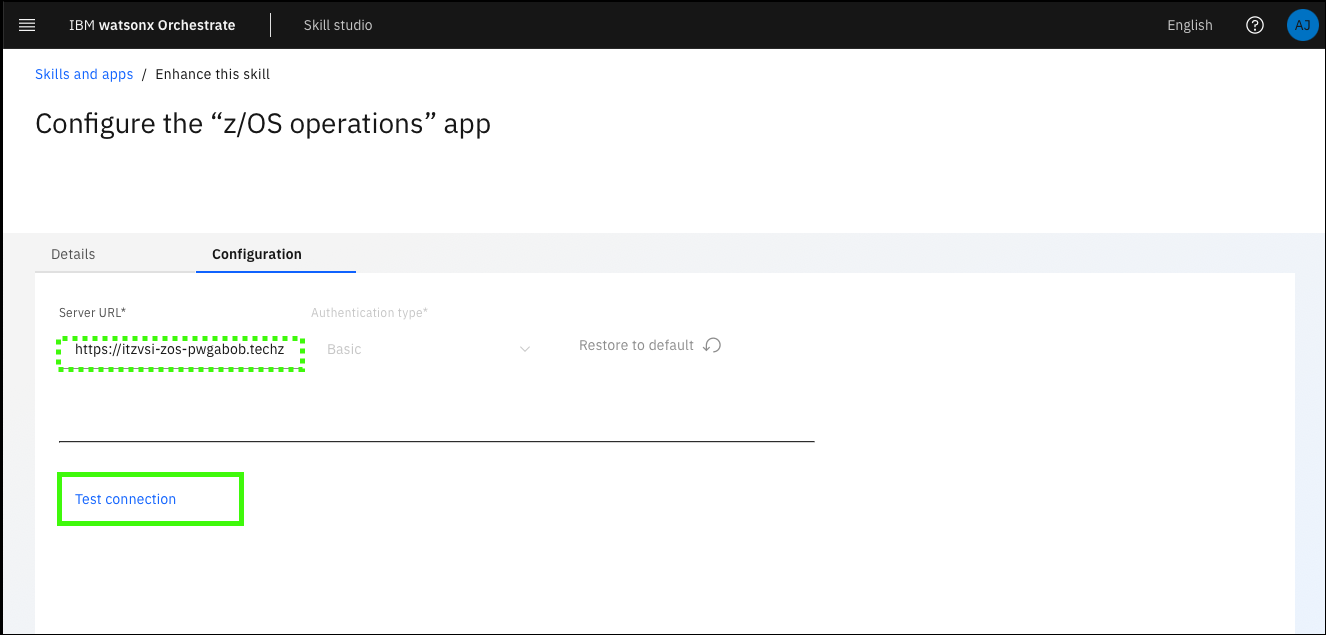 IBM watsonx Orchestrate Skill studio English AJ
Skills and apps / Enhance this skill
Configure the “z/OS operations” app
Details Configuration
Server URL* Authentication type*
https://itzvsi-zos-pwgabob.techz Basic Restore to default
Test connection